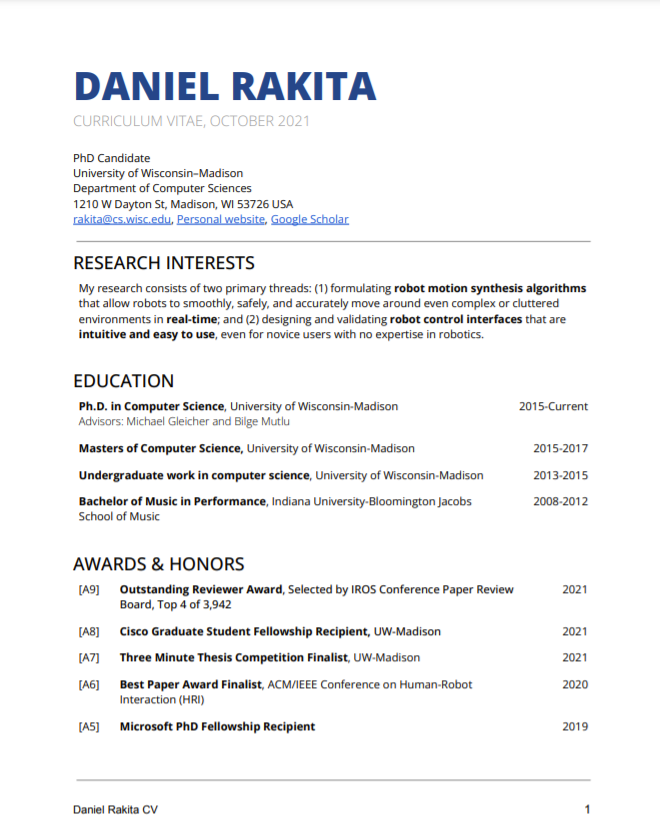 DANIEL RAKITA
CURRICULUM VITAE, OCTOBER 2021
PhD Candidate
University of Wisconsin–Madison
Department of Computer Sciences
1210 W Dayton St, Madison, WI 53726 USA
rakita@cs.wisc.edu, Personal website, Google Scholar
RESEARCH INTERESTS
My research consists of two primary threads: (1) formulating robot motion synthesis algorithms
that allow robots to smoothly, safely, and accurately move around even complex or cluttered
environments in real-time; and (2) designing and validating robot control interfaces that are
intuitive and easy to use, even for novice users with no expertise in robotics.
EDUCATION
Ph.D. in Computer Science, University of Wisconsin-Madison 2015-Current
Advisors: Michael Gleicher and Bilge Mutlu
Masters of Computer Science, University of Wisconsin-Madison 2015-2017
Undergraduate work in computer science, University of Wisconsin-Madison 2013-2015
Bachelor of Music in Performance, Indiana University-Bloomington Jacobs 2008-2012
School of Music
AWARDS & HONORS
[A9] Outstanding Reviewer Award, Selected by IROS Conference Paper Review 2021
Board, Top 4 of 3,942
[A8] Cisco Graduate Student Fellowship Recipient, UW-Madison 2021
[A7] Three Minute Thesis Competition Finalist, UW-Madison 2021
[A6] Best Paper Award Finalist, ACM/IEEE Conference on Human-Robot 2020
Interaction (HRI)
[A5] Microsoft PhD Fellowship Recipient 2019
Daniel Rakita CV 1